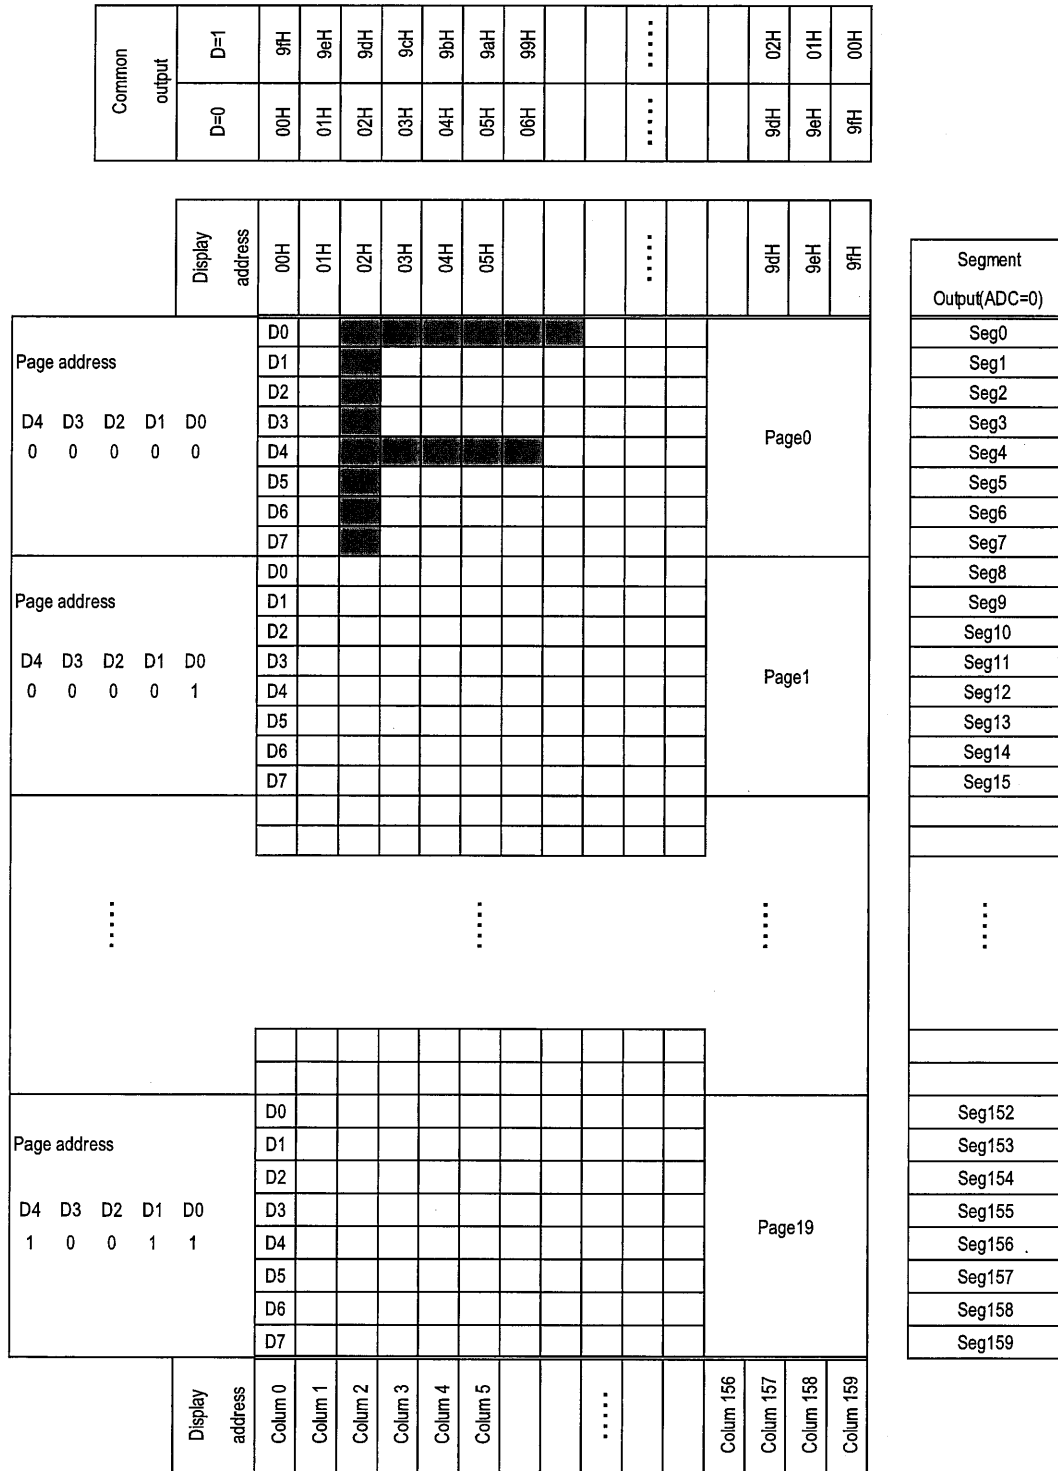 Common output
D=1 9fH 9eH 9dH 9cH 9bH 9aH 99H ..... 02H 01H 00H
D=0 00H 01H 02H 03H 04H 05H 06H ..... 9dH 9eH 9fH
Display address 00H 01H 02H 03H 04H 05H ..... 9dH 9eH 9fH
Segment
Output(ADC=0)
D0 Seg0
Page address D1 Seg1
D2 Seg2
D4 D3 D2 D1 D0 D3 Seg3
0 0 0 0 0 D4 Page0 Seg4
D5 Seg5
D6 Seg6
D7 Seg7
D0 Seg8
Page address D1 Seg9
D2 Seg10
D4 D3 D2 D1 D0 D3 Seg11
0 0 0 0 1 D4 Page1 Seg12
D5 Seg13
D6 Seg14
D7 Seg15
..... ..... ..... .....
D0 Seg152
Page address D1 Seg153
D2 Seg154
D4 D3 D2 D1 D0 D3 Seg155
1 0 0 1 1 D4 Page19 Seg156
D5 Seg157
D6 Seg158
D7 Seg159
Display address Colum 0 Colum 1 Colum 2 Colum 3 Colum 4 Colum 5 ..... Colum 156 Colum 157 Colum 158 Colum 159